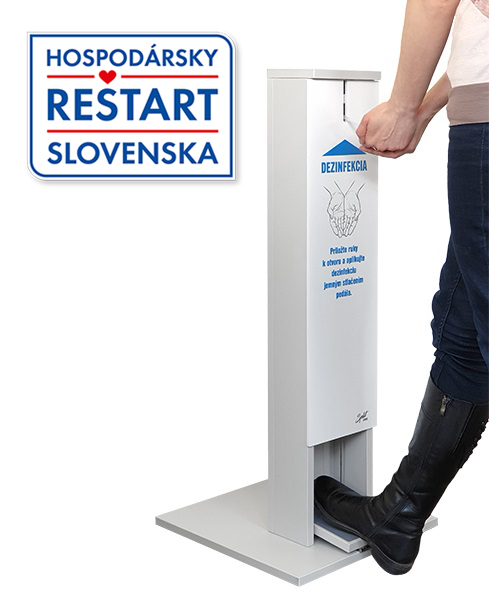 HOSPODÁRSKY
RESTART
SLOVENSKA
DEZINFEKCIA
Priložte ruky
k otvoru a aplikujte
dezinfekciu
jemným stlačením
pedála.